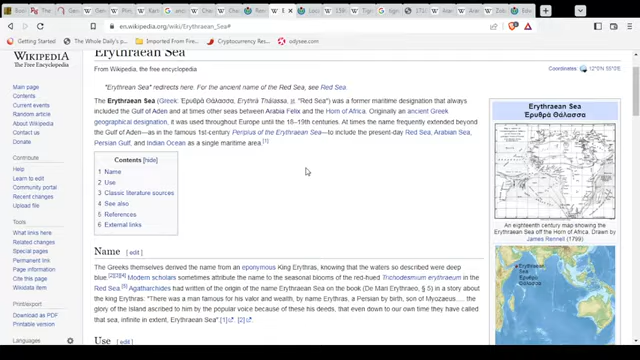 en.wikipedia.org/wiki/Erythraean_Sea#
Getting Started
The Whole Daily's p...
Imported From Firef...
Cryptocurrency Res...
odysee.com
WIKIPEDIA
The Free Encyclopedia
Main page
Contents
Current events
Random article
About Wikipedia
Contact us
Donate
Contribute
Help
Learn to edit
Community portal
Recent changes
Upload file
Tools
What links here
Related changes
Special pages
Permanent link
Page information
Cite this page
Wikidata item
Print/export
Download as PDF
Printable version
Languages
Erythraean Sea
From Wikipedia, the free encyclopedia
Coordinates:
"Erythraean Sea" redirects here. For the ancient name of the Red Sea, see Red Sea
The Erythraean Sea (Greek: Ἐρυθρὰ Θάλασσα, Erythrà Thálassa, "Red Sea") was a former maritime designation that always
included the Gulf of Aden and at times other seas between Arabia Felix and the Horn of Africa. Originally an ancient Greek
geographical designation, it was used throughout Europe until the 18–19th centuries. At times the name frequently extended beyond
the Gulf of Aden—as in the famous 1st-century Periplus of the Erythraean Sea—to include the present-day Red Sea, Arabian Sea,
Persian Gulf, and Indian Ocean as a single maritime area.[1]
Contents [hide]
1 Name
2 Use
3 Classic literature sources
4 See also
5 References
6 External links
Name [edit]
The Greeks themselves derived the name from an eponymous King Erythras, knowing that the waters so described were deep
blue.[2][3][4] Modern scholars sometimes attribute the name to the seasonal blooms of the red-hued Trichodesmium erythraeum in the
Red Sea.[5] Agatharchides had written of the origin of the name Erythraean Sea on the book (De Mari Erythraeo, § 5) in a story about
the king Erythras: "There was a man famous for his valor and wealth, by name Erythras, a Persian by birth, son of Myozaeus.... the
glory of the Island ascribed to him by the popular voice because of these his deeds, that even down to our own time they have called
that sea, infinite in extent, Erythraean Sea". [1], [2].
Use [edit]
Erythraean Sea
Ἐρυθρὰ Θάλασσα
An eighteenth century map showing the
Erythraean Sea off the Horn of Africa. Drawn by
James Rennell (1799)
Erythraean Sea
Ἐρυθρὰ Θάλασσα